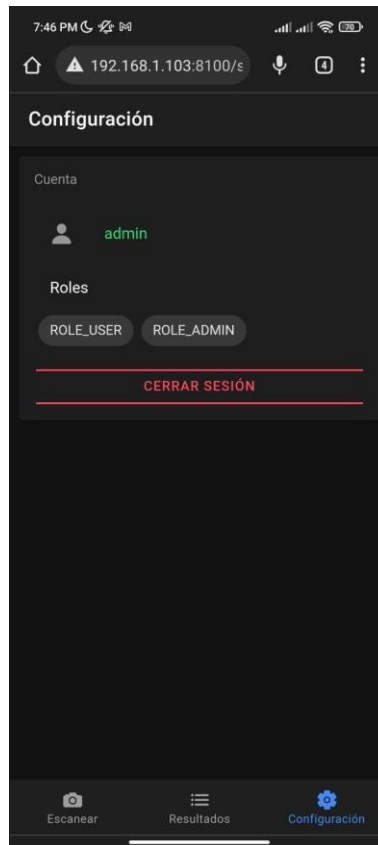 7:46 PM
70
192.168.1.103:8100/s
4
Configuración
Cuenta
admin
Roles
ROLE_USER ROLE_ADMIN
CERRAR SESIÓN
Escanear Resultados Configuración